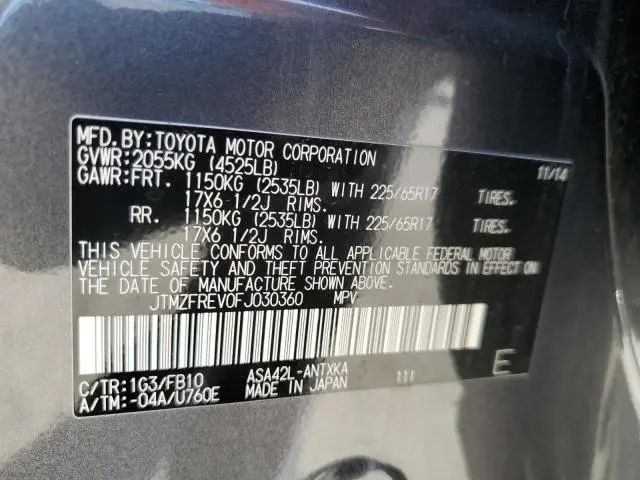 MFD.BY:TOYOTA MOTOR CORPORATION 11/14
GVWR:2055KG (4525LB)
GAWR:FRT. 1150KG (2535LB) WITH 225/65R17 TIRES.
17X6 1/2J RIMS.
RR. 1150KG (2535LB) WITH 225/65R17 TIRES.
17X6 1/2J RIMS.
THIS VEHICLE CONFORMS TO ALL APPLICABLE FEDERAL MOTOR
VEHICLE SAFETY AND THEFT PREVENTION STANDARDS IN EFFECT ON
THE DATE OF MANUFACTURE SHOWN ABOVE.
JTMZFREV0FJ030360 MPV
C/TR:1G3/FB10 ASA42L-ANTXKA 111 E
A/TM:-04A/U760E MADE IN JAPAN